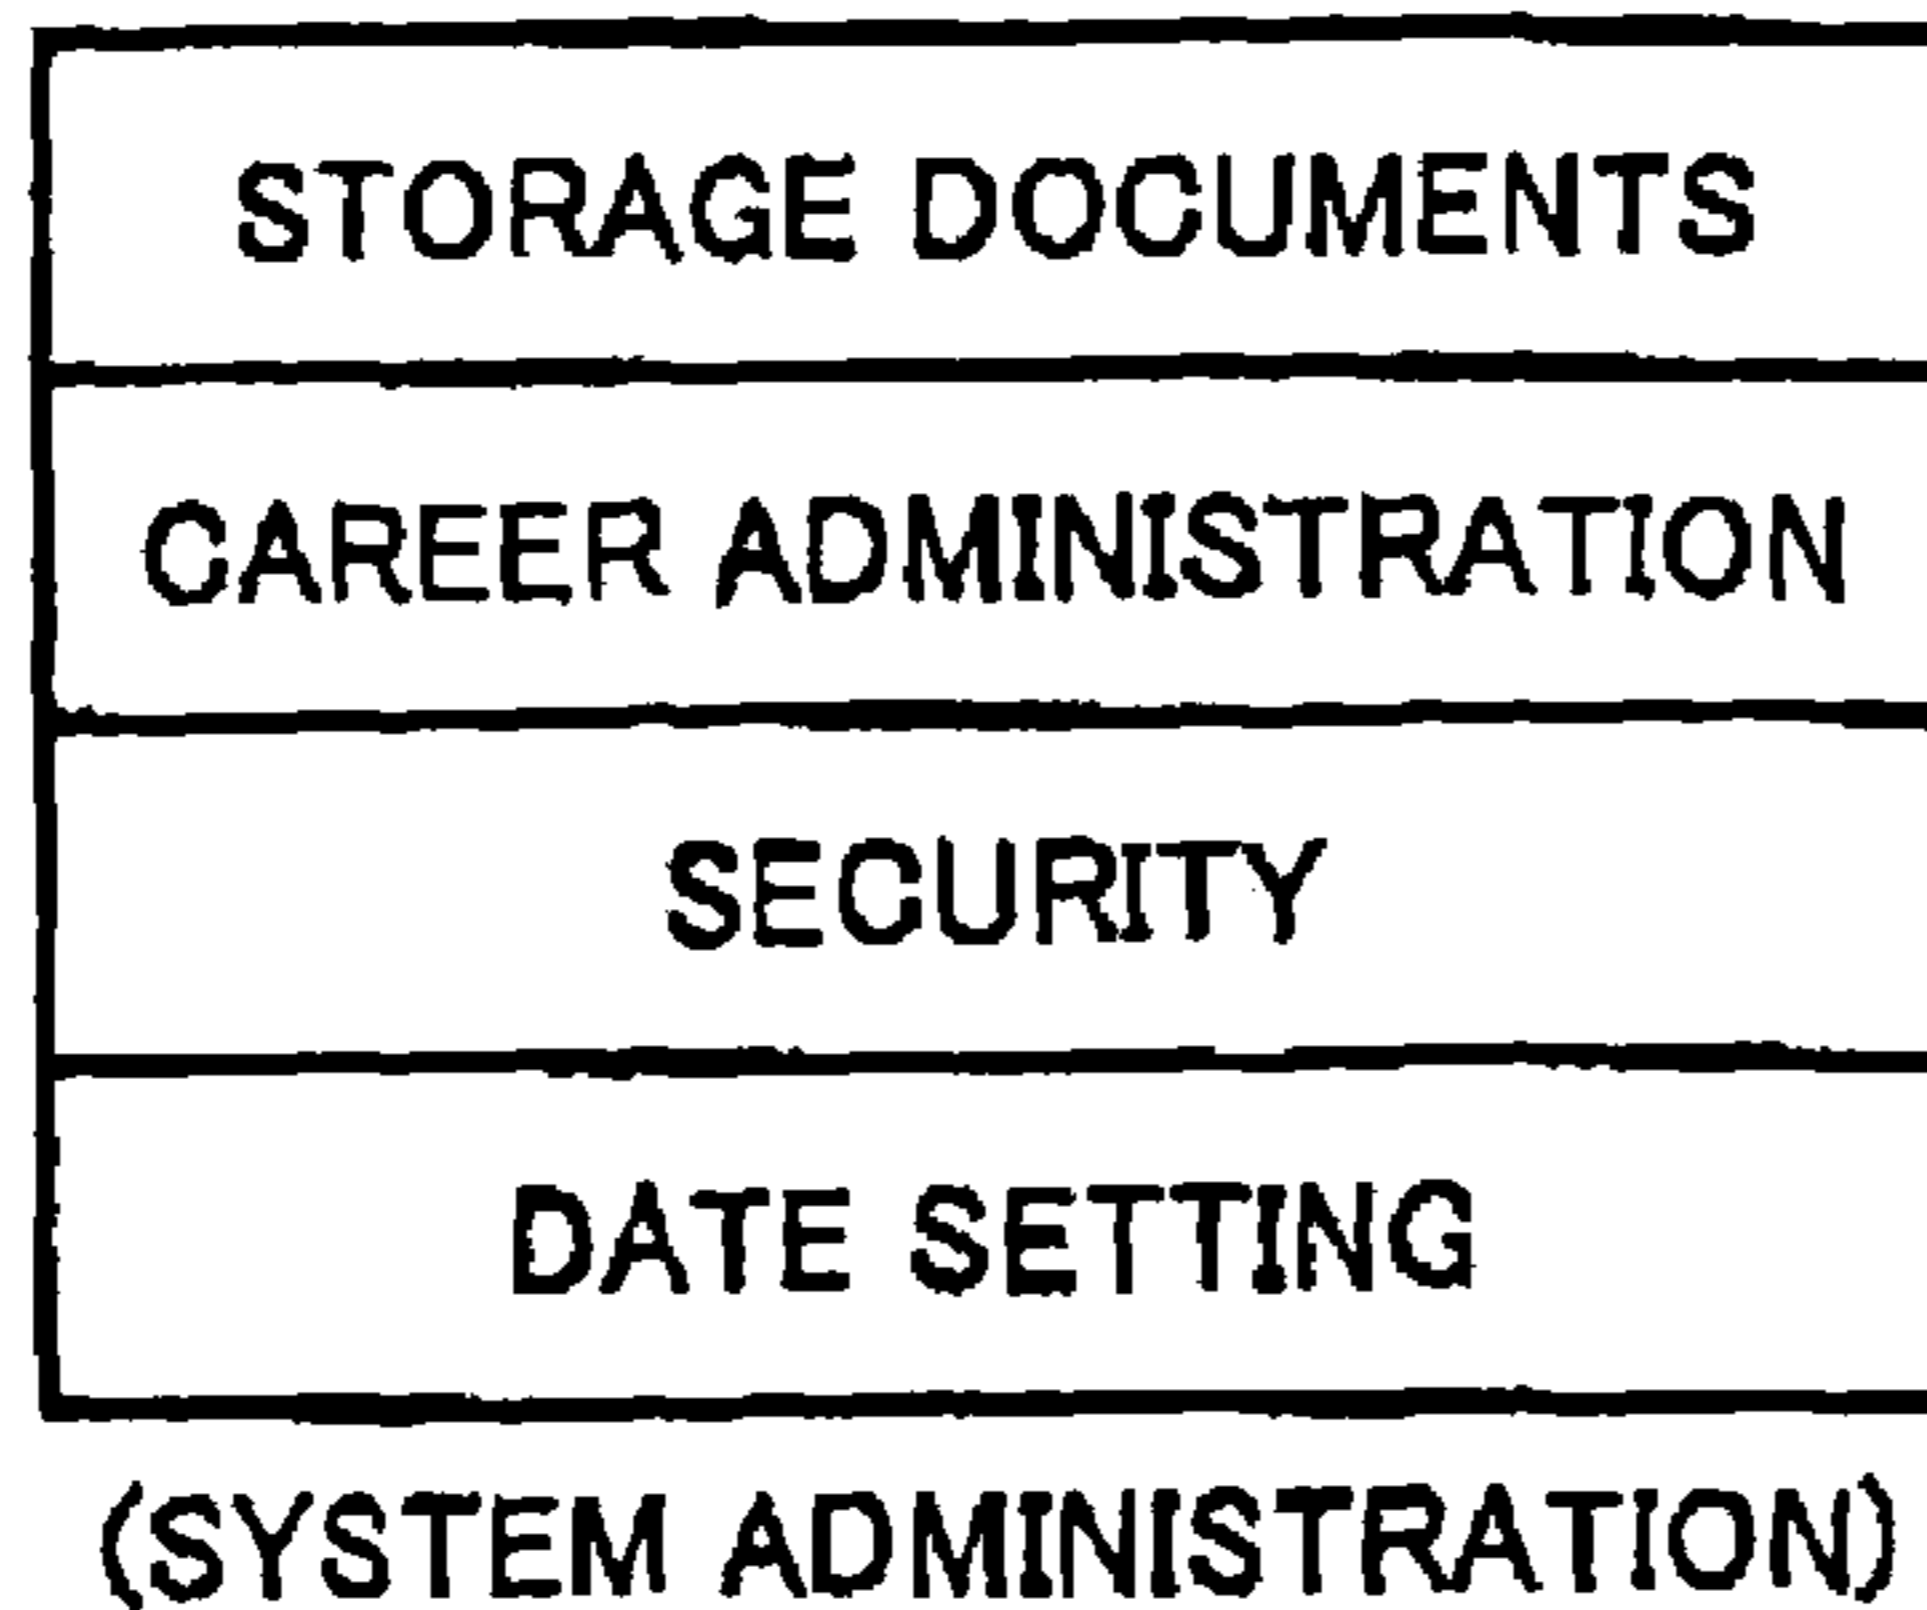 STORAGE DOCUMENTS
CAREER ADMINISTRATION
SECURITY
DATE SETTING
(SYSTEM ADMINISTRATION)